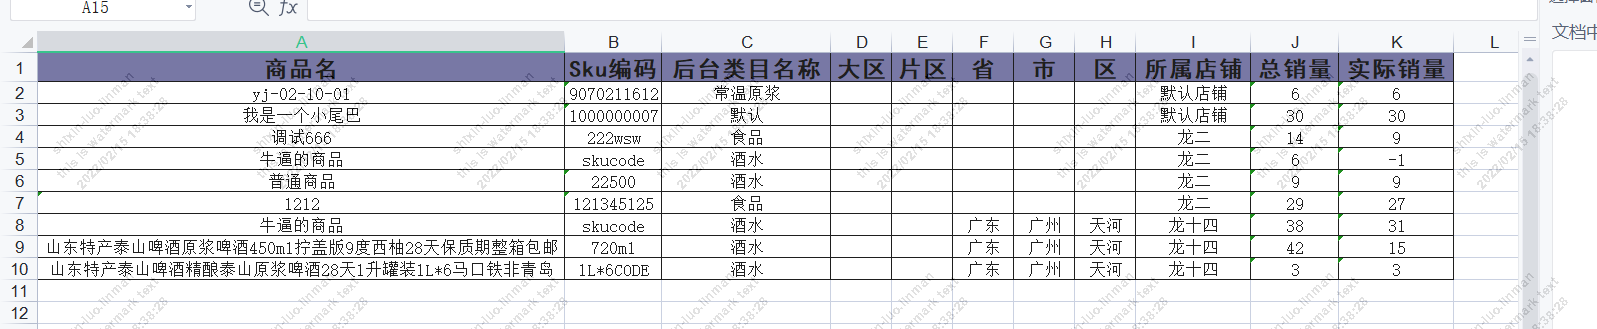 A15 fx
文档中
A B C D E F G H I J K L
1 商品名 Sku编码 后台类目名称 大区 片区 省 市 区 所属店铺 总销量 实际销量
2 yj-02-10-01 9070211612 常温原浆 默认店铺 6 6
3 我是一个小尾巴 1000000007 默认 默认店铺 30 30
4 调试666 222wsw 食品 龙二 14 9
5 牛逼的商品 skucode 酒水 龙二 6 -1
6 普通商品 22500 酒水 龙二 9 9
7 1212 121345125 食品 龙二 29 27
8 牛逼的商品 skucode 酒水 广东 广州 天河 龙十四 38 31
9 山东特产泰山啤酒原浆啤酒450ml拧盖版9度西柚28天保质期整箱包邮 720ml 酒水 广东 广州 天河 龙十四 42 15
10 山东特产泰山啤酒精酿泰山原浆啤酒28天1升罐装1L*6马口铁非青岛 1L*6CODE 酒水 广东 广州 天河 龙十四 3 3
11
12
shixin-luo-linman
this is watermark text
2022/02/15 18:38:28